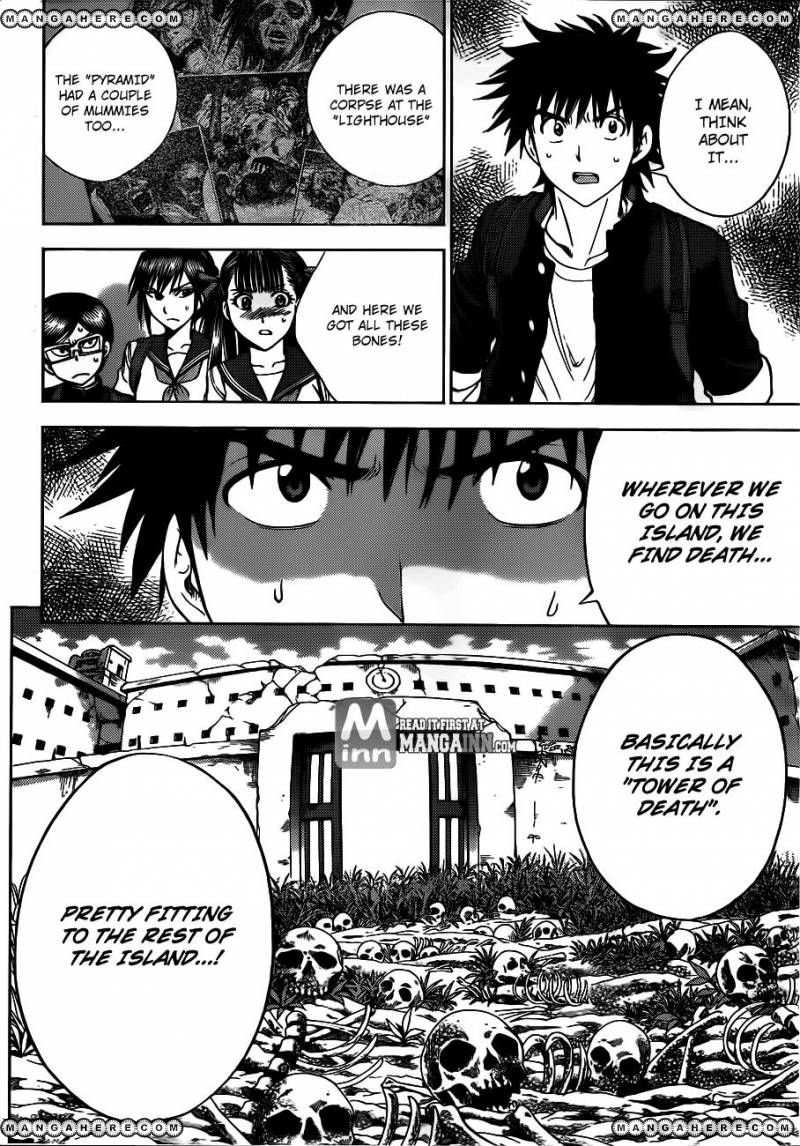 MANGAHERE.COM
MANGAHERE.COM
I MEAN,
THINK
ABOUT
IT...
THERE WAS A
CORPSE AT THE
"LIGHTHOUSE"
THE "PYRAMID"
HAD A COUPLE
OF MUMMIES
TOO...
AND HERE WE
GOT ALL THESE
BONES!
WHEREVER WE
GO ON THIS
ISLAND, WE
FIND DEATH...
BASICALLY
THIS IS A
"TOWER OF
DEATH".
M
inn
READ IT FIRST AT
MANGAINN.COM
PRETTY FITTING
TO THE REST OF
THE ISLAND...!
MANGAHERE.COM
MANGAHERE.COM